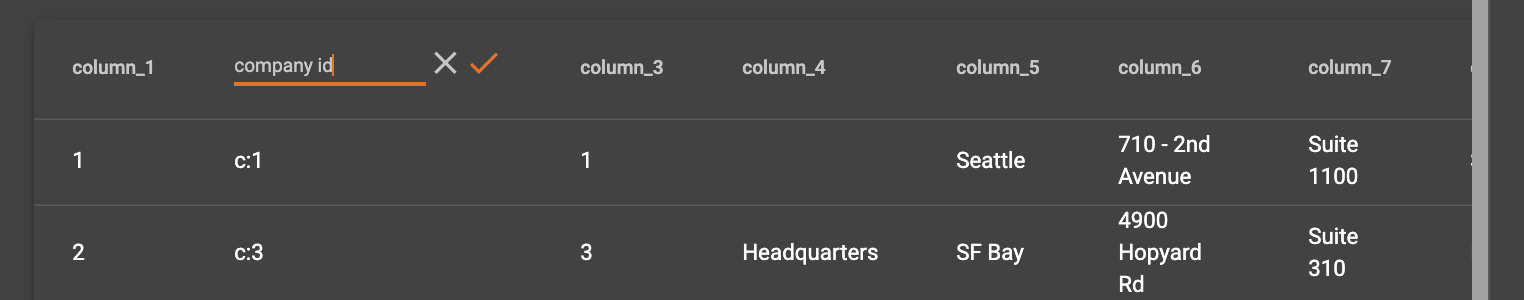 column_1 company id column_3 column_4 column_5 column_6 column_7
1 c:1 1 Seattle 710 - 2nd Avenue Suite 1100
2 c:3 3 Headquarters SF Bay 4900 Hopyard Rd Suite 310